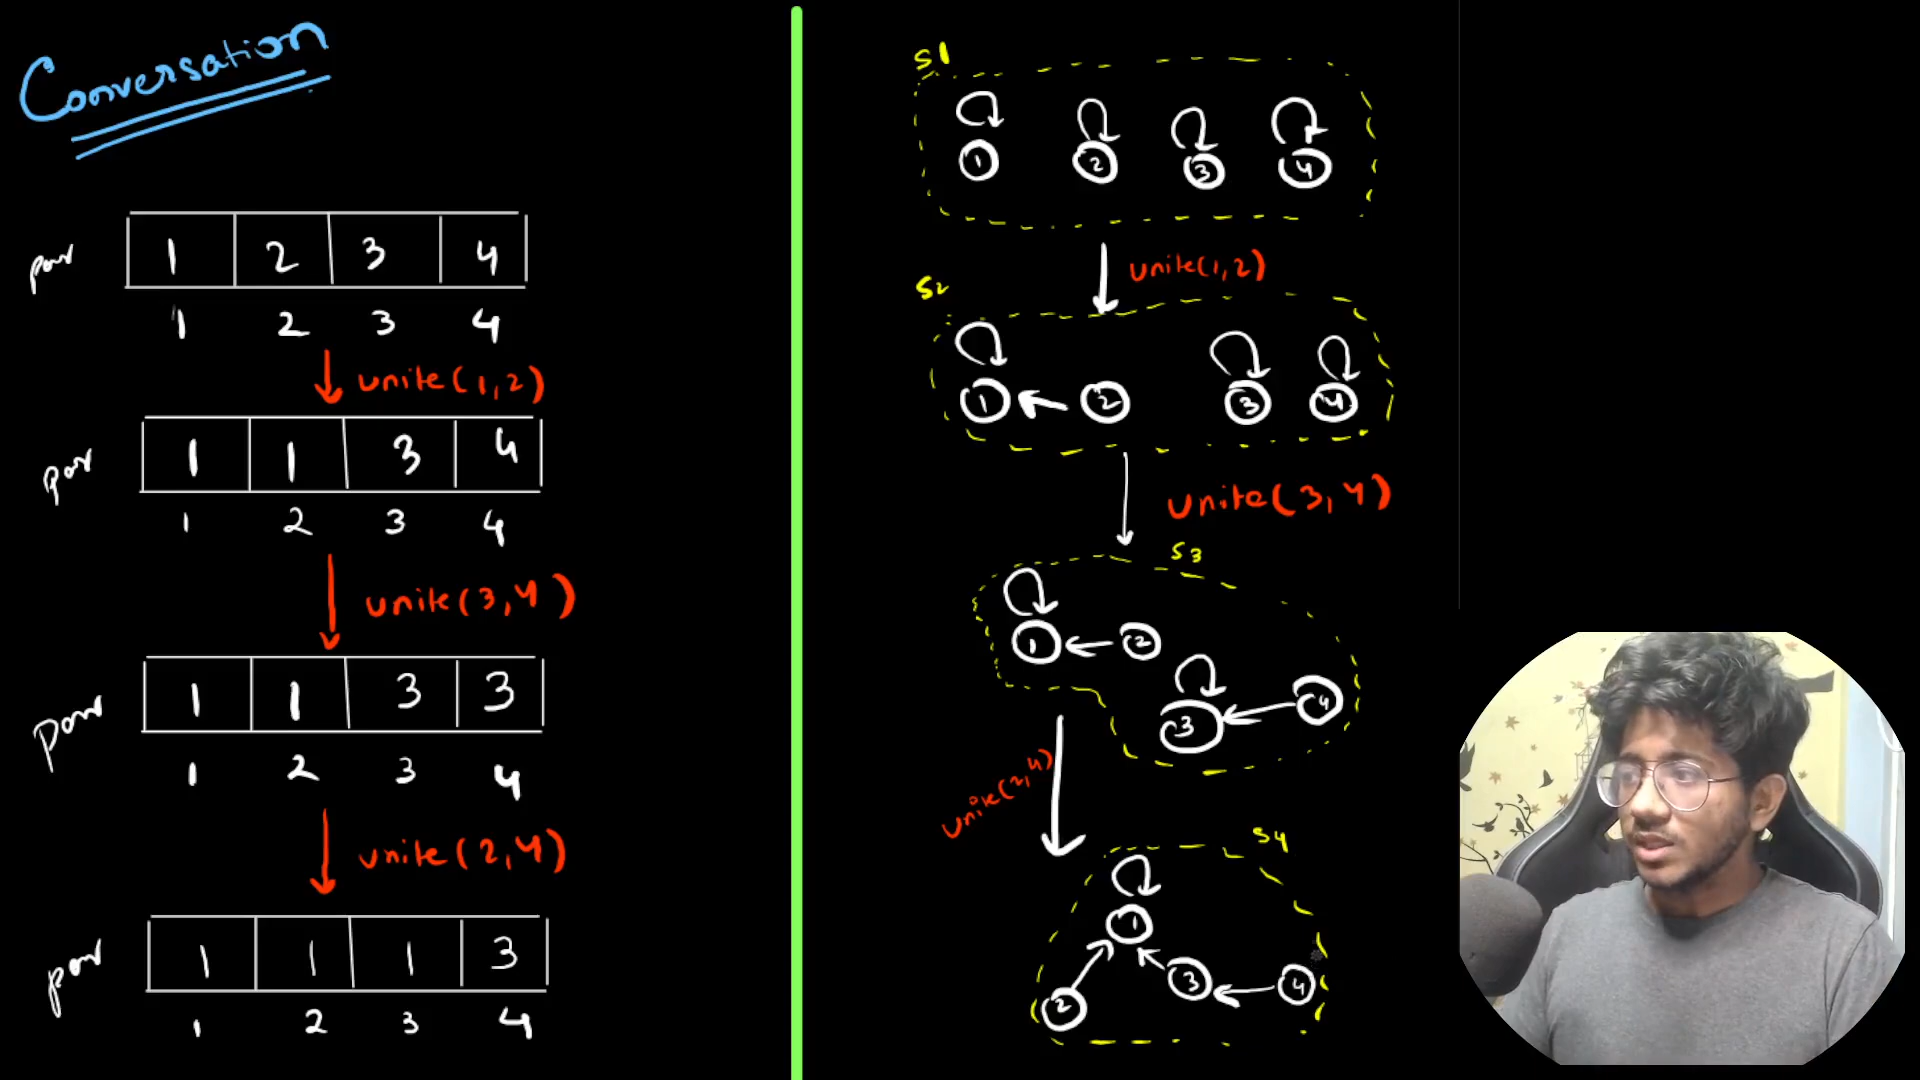 Conversation
par
1 2 3 4
1 2 3 4
unite(1,2)
par
1 1 3 4
1 2 3 4
unite(3,4)
par
1 1 3 3
1 2 3 4
unite(2,4)
par
1 1 1 3
1 2 3 4
S1
1 2 3 4
unite(1,2)
S2
1 2 3 4
unite(3,4)
S3
1 2
3 4
unite(2,4)
S4
1
2 3 4